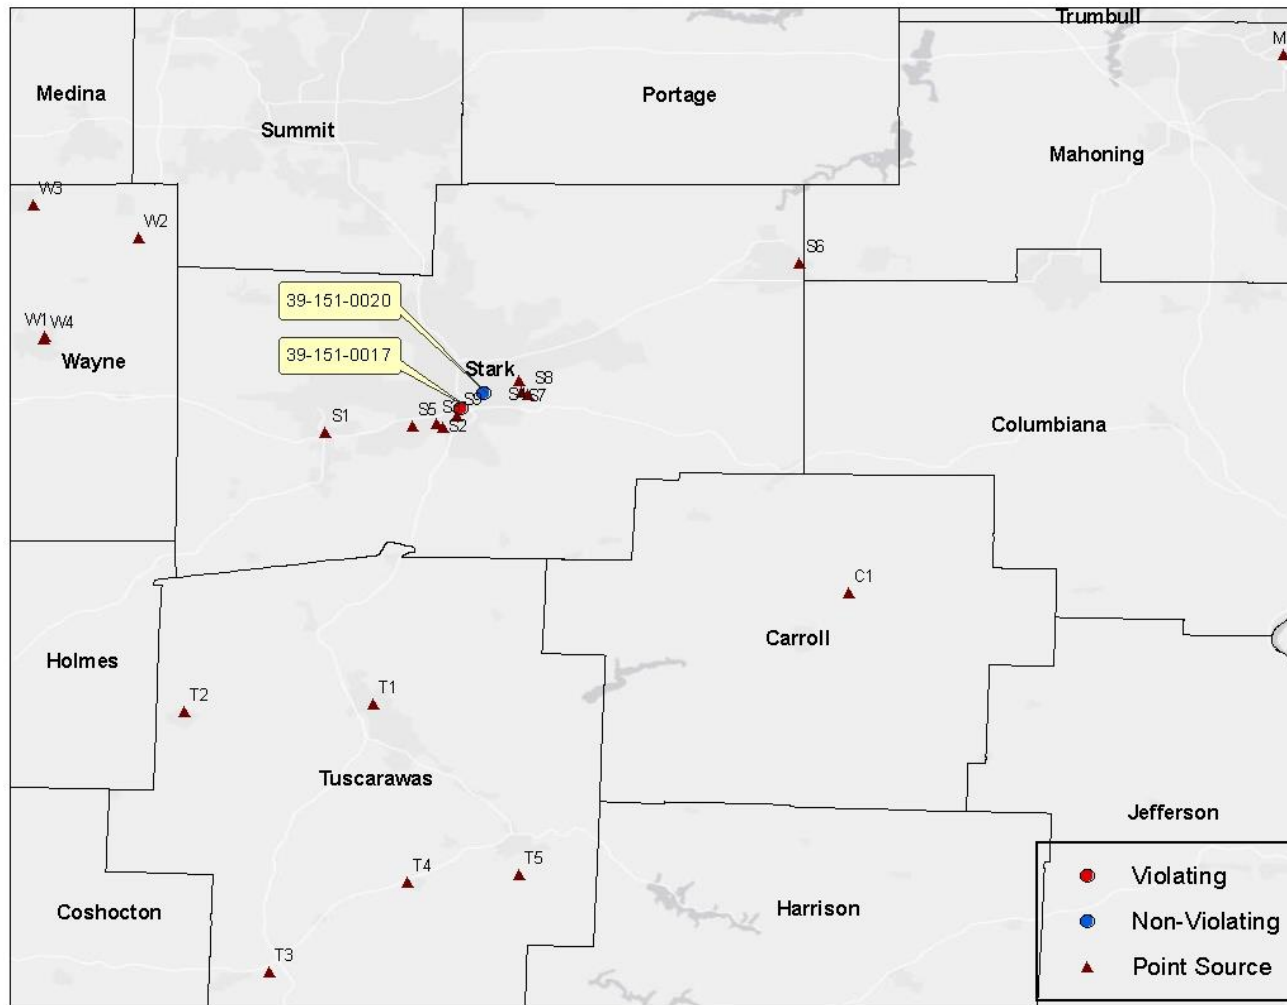 Trumbull
M
Medina
Portage
Summit
Mahoning
W3
W2
S6
39-151-0020
W1 W4
39-151-0017
Wayne
Stark
S8
S7
S9
S5
S2
S1
Columbiana
C1
Carroll
Holmes
T2
T1
Tuscarawas
Jefferson
T4
T5
Coshocton
Harrison
T3
Violating
Non-Violating
Point Source